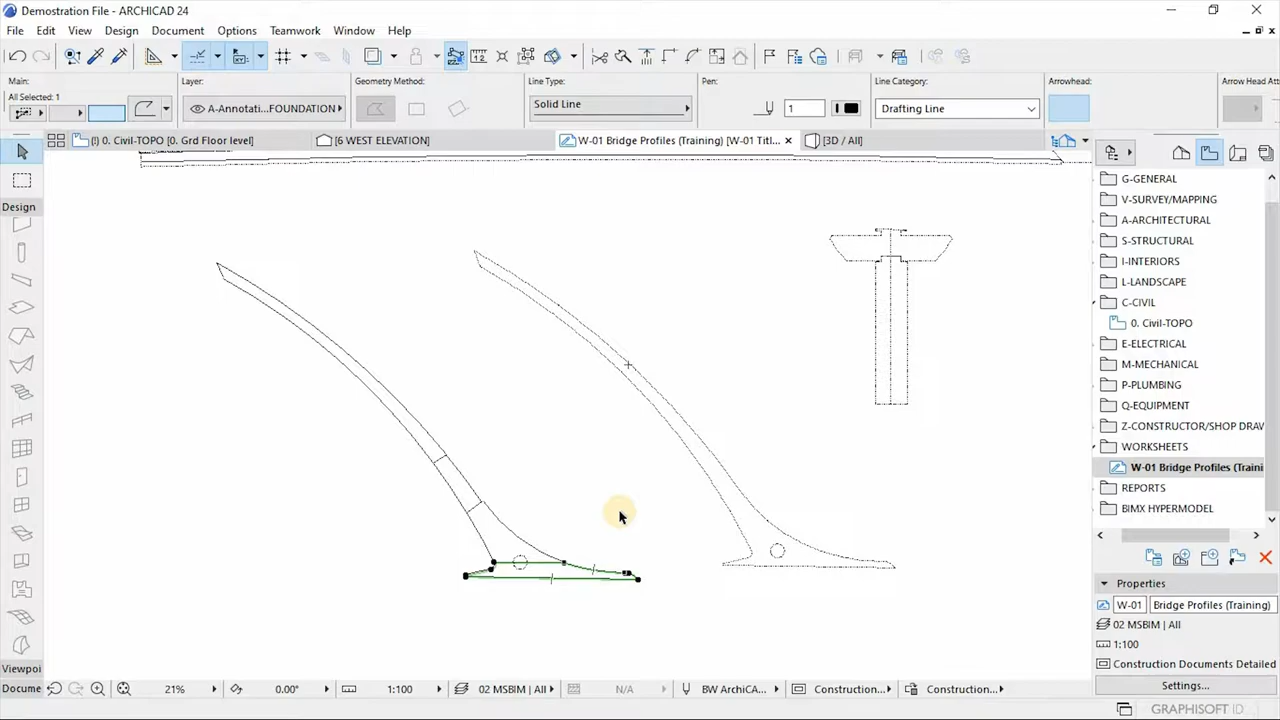 Demostration File - ARCHICAD 24
File Edit View Design Document Options Teamwork Window Help
Main:
All Selected: 1
Layer:
A-Annotati...FOUNDATION
Geometry Method:
Line Type:
Solid Line
Pen:
1
Line Category:
Drafting Line
Arrowhead:
Arrow Head Att
(!) 0. Civil-TOPO [0. Grd Floor level]
[6 WEST ELEVATION]
W-01 Bridge Profiles (Training) [W-01 Titl...
[3D / All]
Design
G-GENERAL
V-SURVEY/MAPPING
A-ARCHITECTURAL
S-STRUCTURAL
I-INTERIORS
L-LANDSCAPE
C-CIVIL
0. Civil-TOPO
E-ELECTRICAL
M-MECHANICAL
P-PLUMBING
Q-EQUIPMENT
Z-CONSTRUCTOR/SHOP DRAW
WORKSHEETS
W-01 Bridge Profiles (Traini
REPORTS
BIMX HYPERMODEL
Properties
W-01 Bridge Profiles (Training)
02 MSBIM | All
1:100
Construction Documents Detailed
Settings...
Viewpoi
Docume
21%
0.00°
1:100
02 MSBIM | All
N/A
BW ArchiCA...
Construction...
Construction...
GRAPHISOFT ID